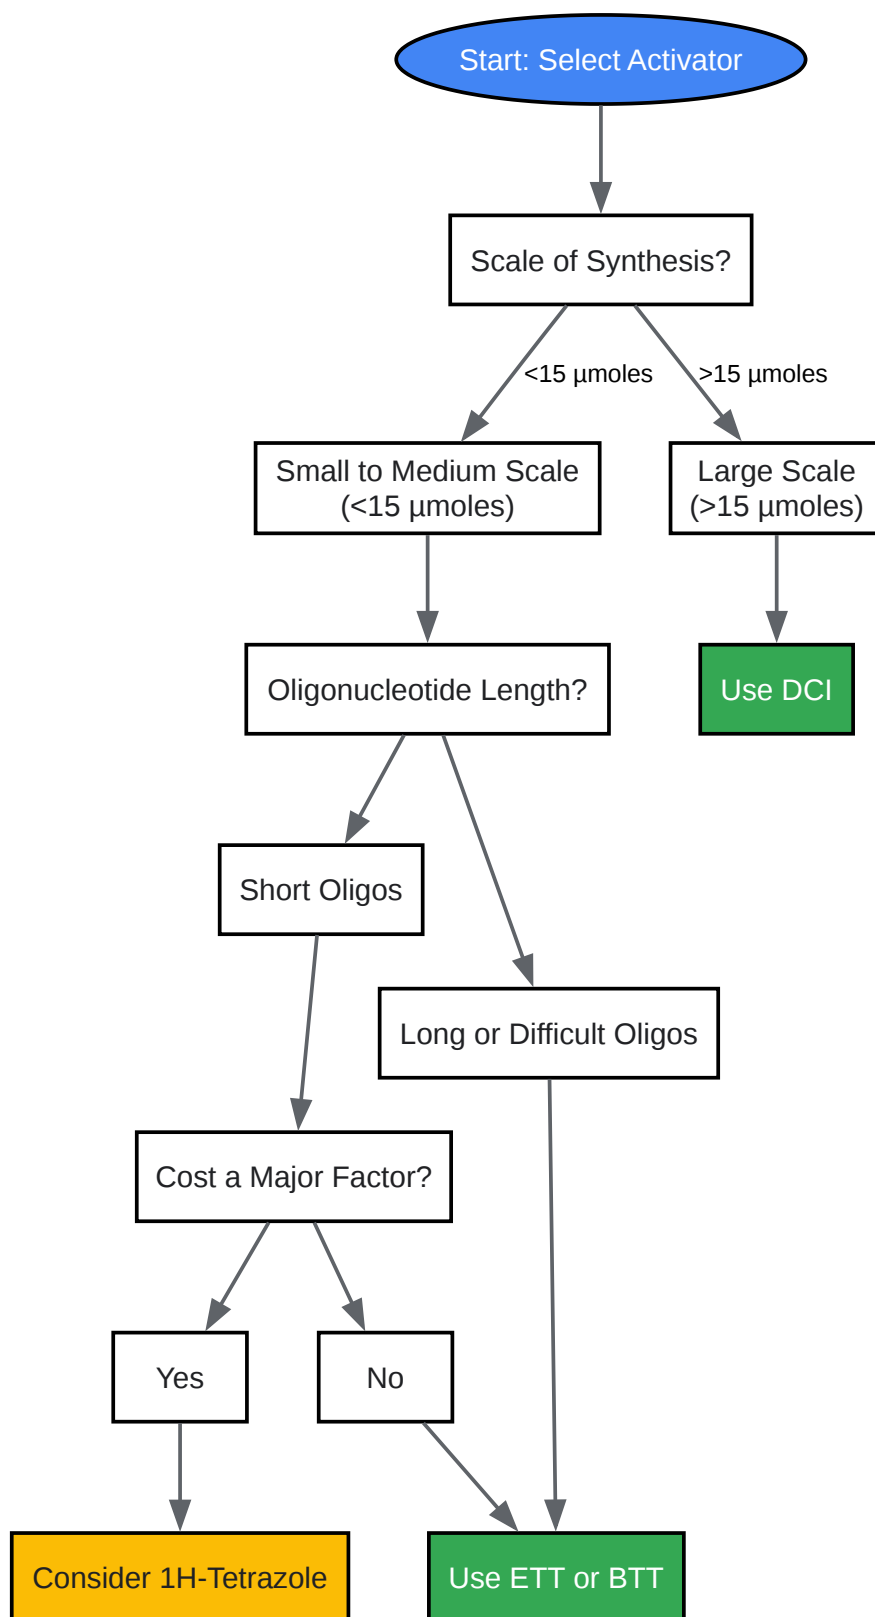 Start: Select Activator
Scale of Synthesis?
<15 µmoles
>15 µmoles
Small to Medium Scale
(<15 µmoles)
Large Scale
(>15 µmoles)
Oligonucleotide Length?
Use DCI
Short Oligos
Long or Difficult Oligos
Cost a Major Factor?
Yes
No
Consider 1H-Tetrazole
Use ETT or BTT